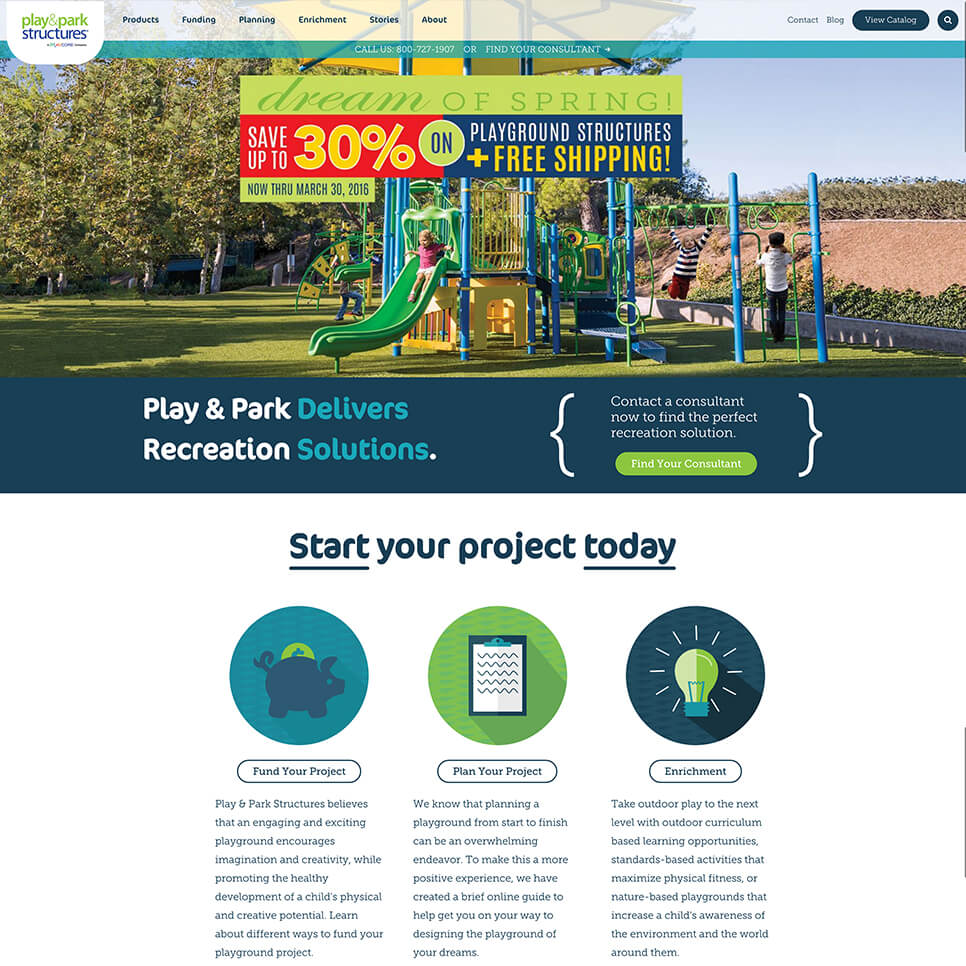 play&park
structures
A PLAYCORE Company
Products Funding Planning Enrichment Stories About
Contact Blog View Catalog
CALL US: 800-727-1907 OR FIND YOUR CONSULTANT →
dream OF SPRING!
SAVE UP TO 30% ON PLAYGROUND STRUCTURES
+ FREE SHIPPING!
NOW THRU MARCH 30, 2016
Play & Park Delivers
Recreation Solutions.
Contact a consultant
now to find the perfect
recreation solution.
Find Your Consultant
Start your project today
Fund Your Project
Play & Park Structures believes
that an engaging and exciting
playground encourages
imagination and creativity, while
promoting the healthy
development of a child's physical
and creative potential. Learn
about different ways to fund your
playground project.
Plan Your Project
We know that planning a
playground from start to finish
can be an overwhelming
endeavor. To make this a more
positive experience, we have
created a brief online guide to
help get you on your way to
designing the playground of
your dreams.
Enrichment
Take outdoor play to the next
level with outdoor curriculum
based learning opportunities,
standards-based activities that
maximize physical fitness, or
nature-based playgrounds that
increase a child's awareness of
the environment and the world
around them.